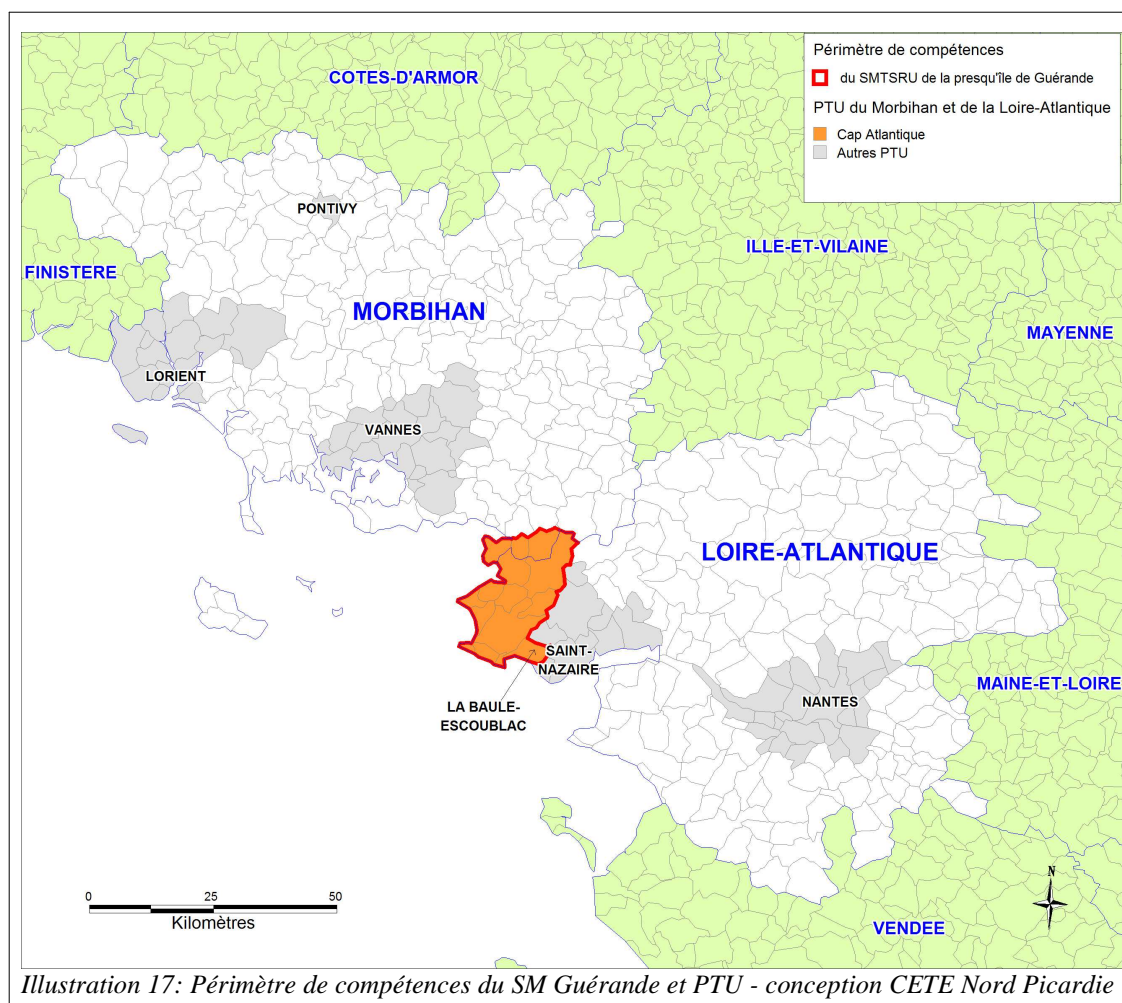 Périmètre de compétences
du SMTSRU de la presqu'île de Guérande
PTU du Morbihan et de la Loire-Atlantique
Cap Atlantique
Autres PTU
COTES-D'ARMOR
PONTIVY
ILLE-ET-VILAINE
FINISTERE
MORBIHAN
MAYENNE
LORIENT
VANNES
LOIRE-ATLANTIQUE
SAINT-
NAZAIRE
MAINE-ET-LOIRE
NANTES
LA BAULE-
ESCOUBLAC
0 25 50
Kilomètres
N
VENDEE
Illustration 17: Périmètre de compétences du SM Guérande et PTU - conception CETE Nord Picardie